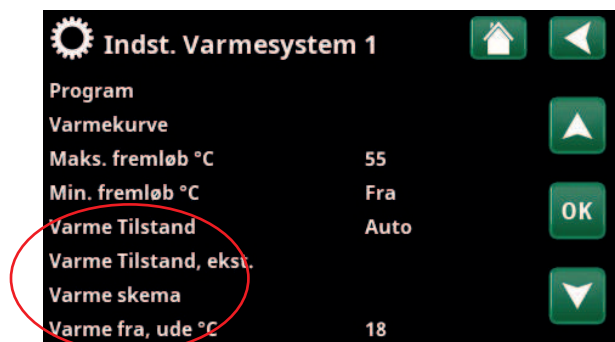 Indst. Varmesystem 1
Program
Varmekurve
Maks. fremløb °C 55
Min. fremløb °C Fra
Varme Tilstand Auto
OK
Varme Tilstand, ekst.
Varme skema
Varme fra, ude °C 18